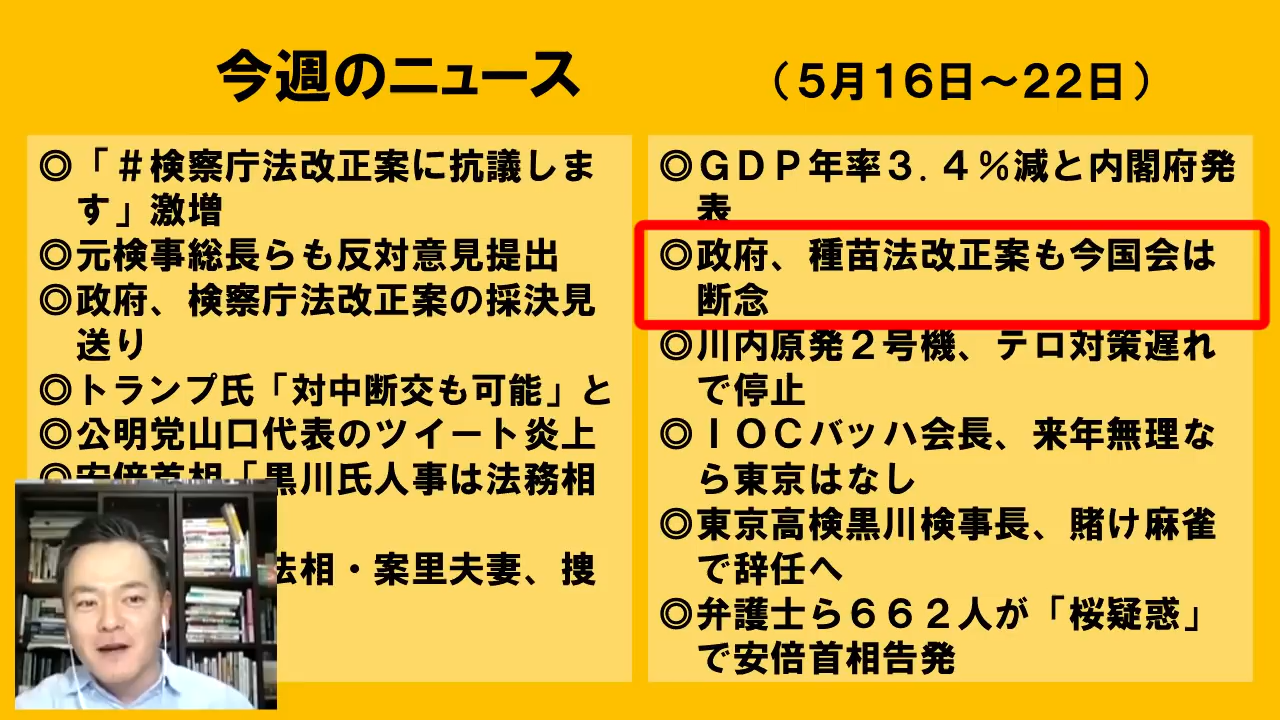 今週のニュース
（５月１６日～２２日）
◎「＃検察庁法改正案に抗議しま
す」激増
◎元検事総長らも反対意見提出
◎政府、検察庁法改正案の採決見
送り
◎トランプ氏「対中断交も可能」と
◎公明党山口代表のツイート炎上
◎安倍首相「黒川氏人事は法務相
法相・案里夫妻、捜
◎ＧＤＰ年率３．４％減と内閣府発
表
◎政府、種苗法改正案も今国会は
断念
◎川内原発２号機、テロ対策遅れ
で停止
◎ＩＯＣバッハ会長、来年無理な
ら東京はなし
◎東京高検黒川検事長、賭け麻雀
で辞任へ
◎弁護士ら６６２人が「桜疑惑」
で安倍首相告発